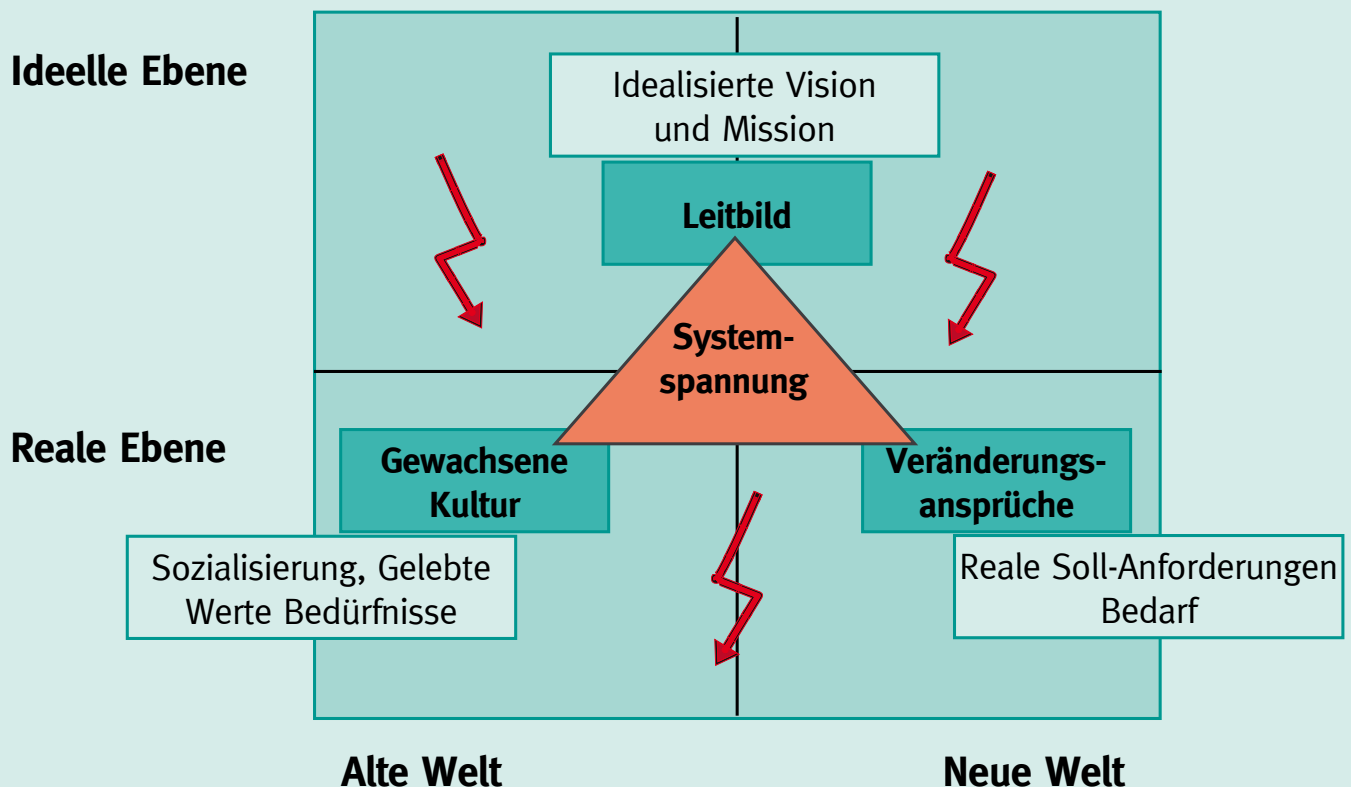 Ideelle Ebene
Idealisierte Vision
und Mission
Leitbild
System-
spannung
Reale Ebene
Gewachsene
Kultur
Veränderungs-
ansprüche
Sozialisierung, Gelebte
Werte Bedürfnisse
Reale Soll-Anforderungen
Bedarf
Alte Welt
Neue Welt